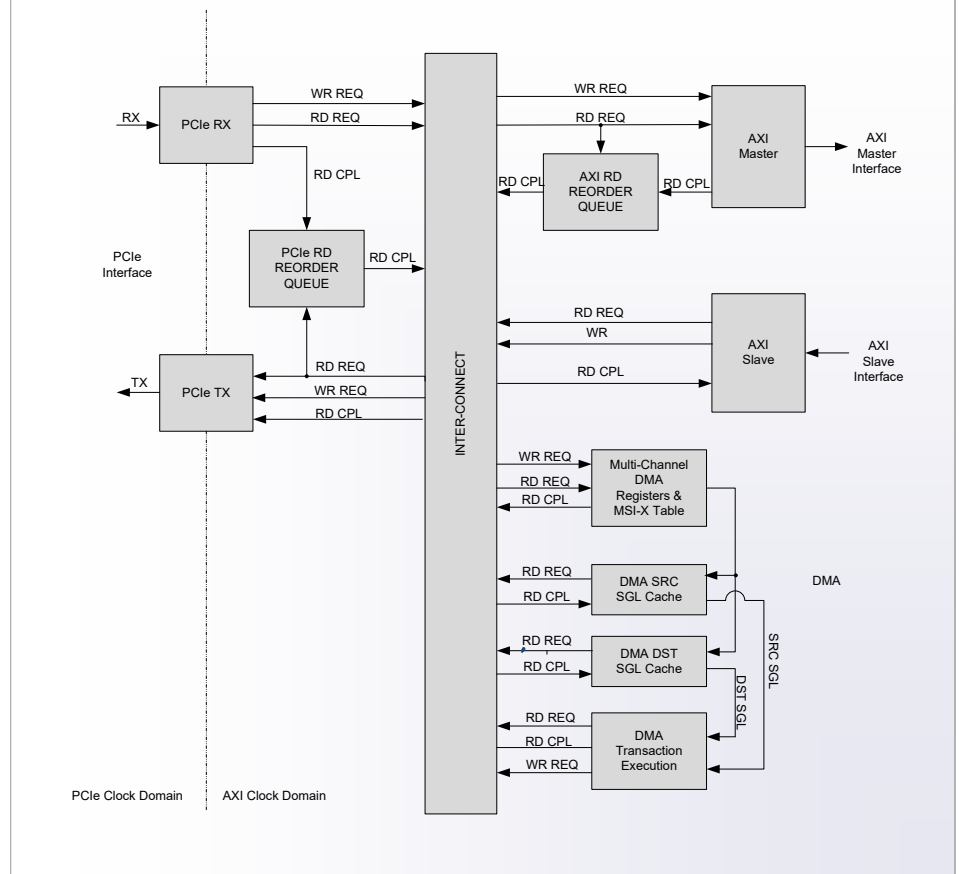 WR REQ
RX
PCIe RX
RD REQ
RD CPL
PCIe
Interface
PCIe RD
REORDER
QUEUE
RD CPL
RD REQ
TX
PCIe TX
WR REQ
RD CPL
INTER-CONNECT
WR REQ
RD REQ
AXI
Master
AXI
Master
Interface
RD CPL
AXI RD
REORDER
QUEUE
RD CPL
RD REQ
WR
RD CPL
AXI
Slave
AXI
Slave
Interface
WR REQ
RD REQ
RD CPL
Multi-Channel
DMA
Registers &
MSI-X Table
RD REQ
RD CPL
DMA SRC
SGL Cache
DMA
RD REQ
RD CPL
DMA DST
SGL Cache
SRC SGL
DST SGL
RD REQ
RD CPL
WR REQ
DMA
Transaction
Execution
PCIe Clock Domain
AXI Clock Domain